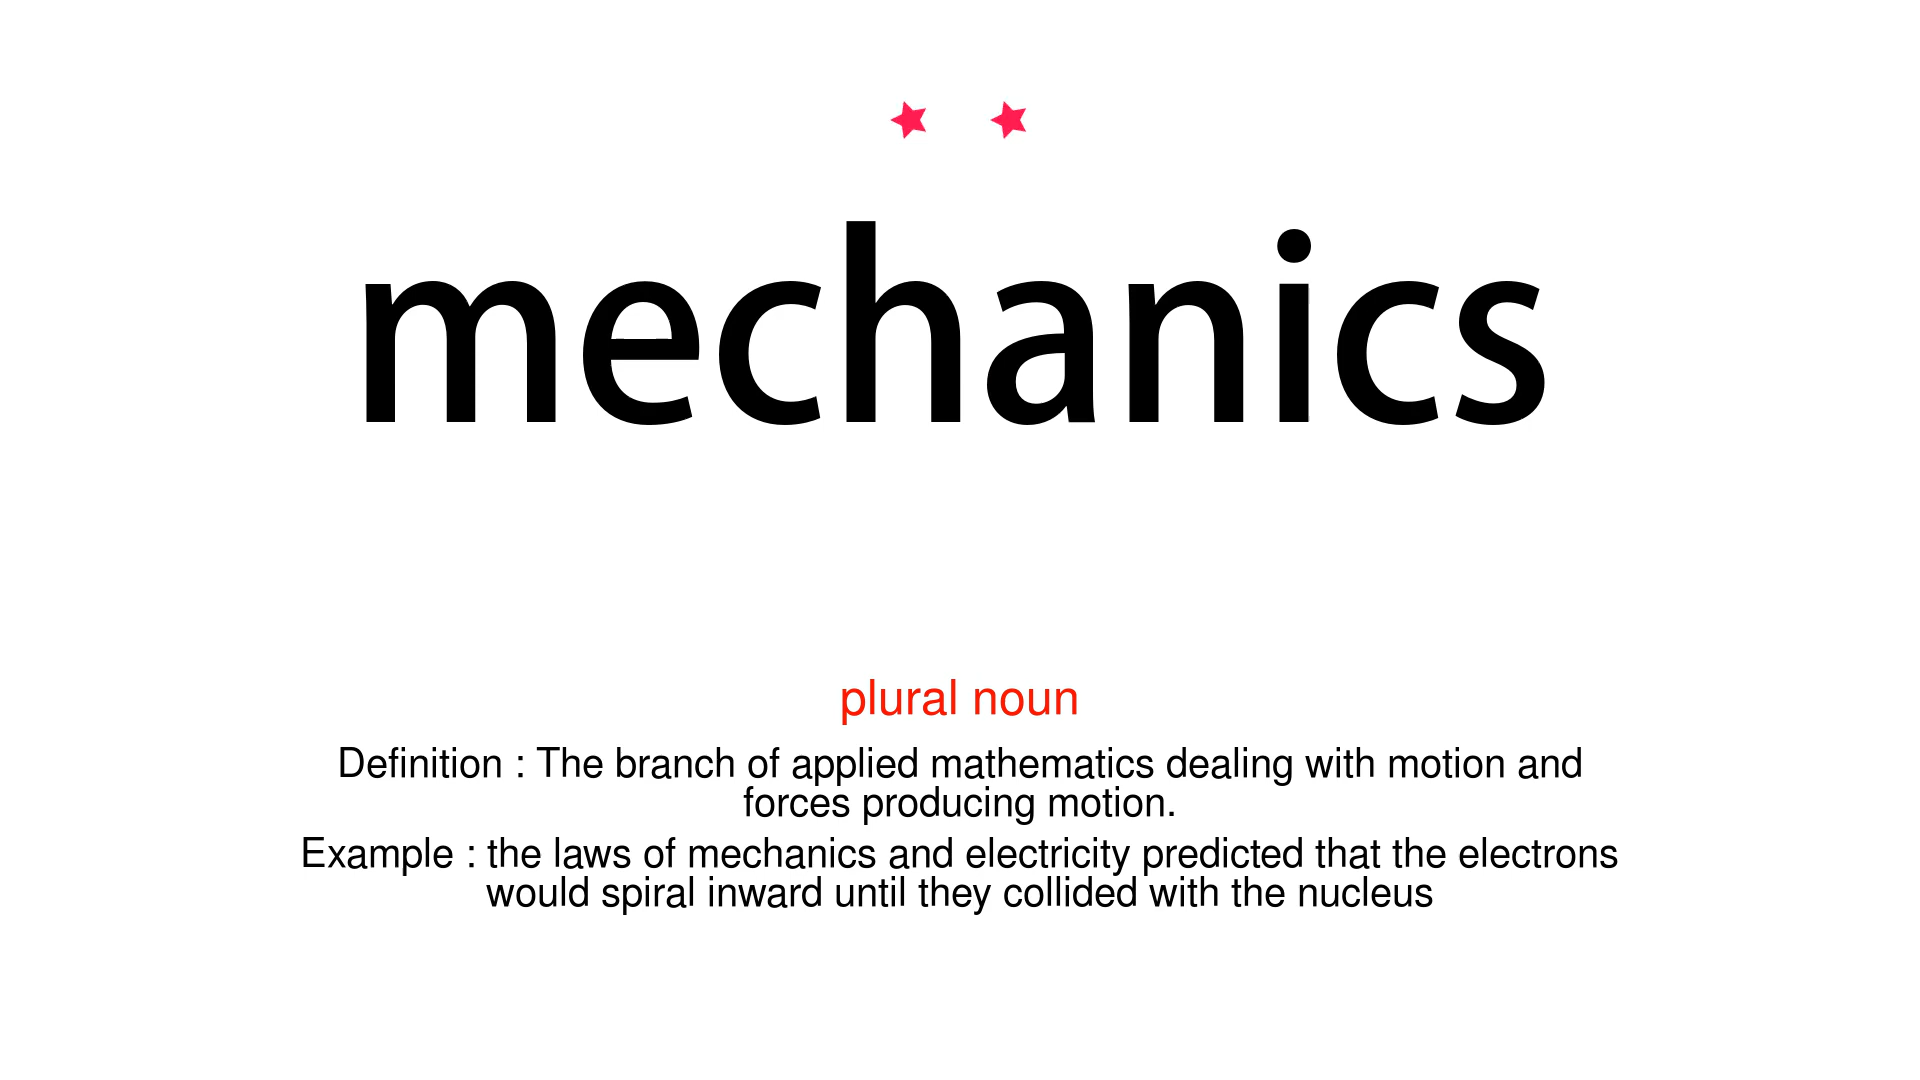 mechanics
plural noun
Definition : The branch of applied mathematics dealing with motion and
forces producing motion.
Example : the laws of mechanics and electricity predicted that the electrons
would spiral inward until they collided with the nucleus